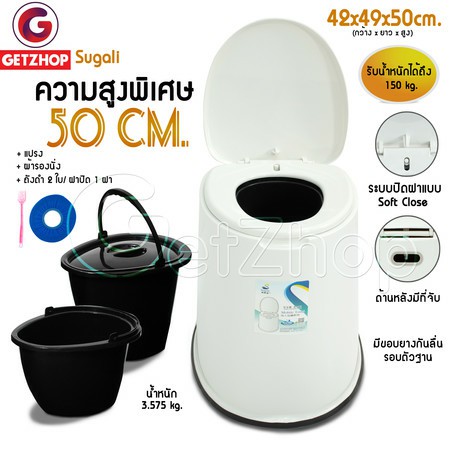 GETZHOP
Sugali
42x49x50cm.
(กว้าง x ยาว x สูง)
ความสูงพิเศษ
50 CM.
รับน้ำหนักได้ถึง
150 kg.
+ แปรง
+ ผ้ารองนั่ง
+ ถังดำ 2 ใบ/ ฝาปิด 1 ฝา
ระบบปิดฝาแบบ
Soft Close
GetZhop
ด้านหลังมีที่จับ
มีขอบยางกันลื่น
รอบตัวฐาน
น้ำหนัก
3.575 kg.